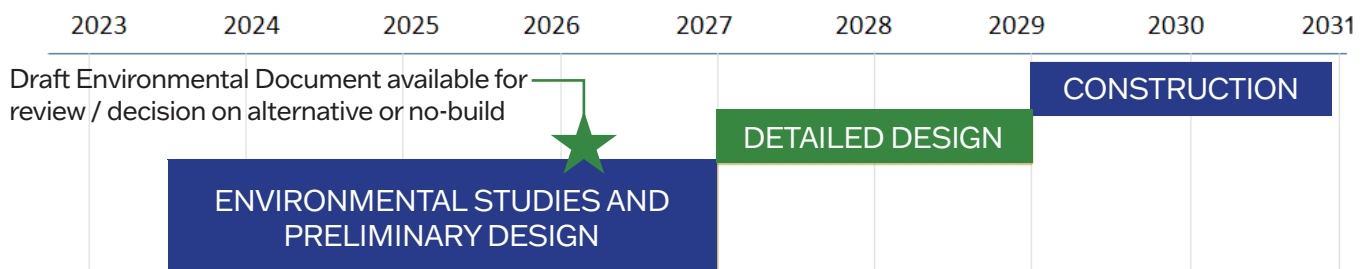 2023 2024 2025 2026 2027 2028 2029 2030 2031
Draft Environmental Document available for
review / decision on alternative or no-build
CONSTRUCTION
DETAILED DESIGN
ENVIRONMENTAL STUDIES AND
PRELIMINARY DESIGN